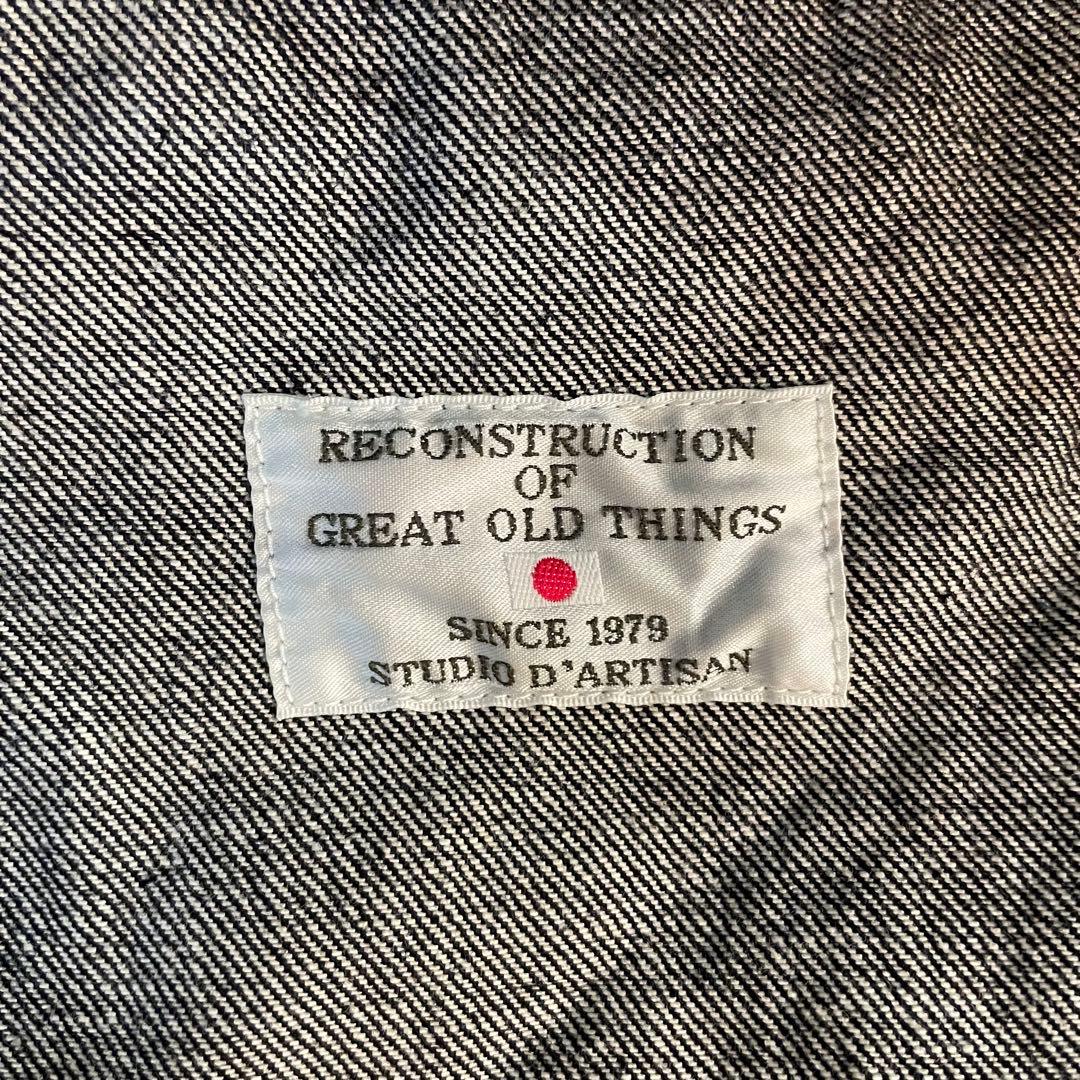 RECONSTRUCTION
OF
GREAT OLD THINGS
SINCE 1979
STUDIO D'ARTISAN